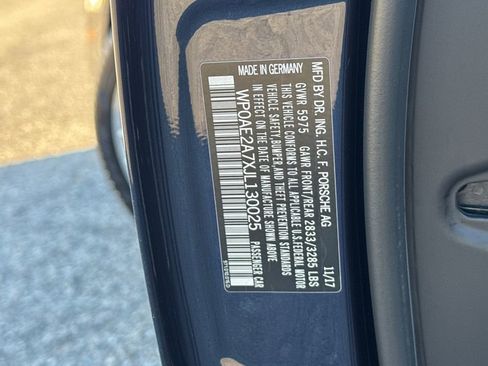 MFD. BY DR. ING. H.C. F. PORSCHE AG
MADE IN GERMANY 11/17
GVWR 5975 GAWR FRONT/REAR 2833/3285 LBS
THIS VEHICLE CONFORMS TO ALL APPLICABLE U.S. FEDERAL MOTOR
VEHICLE SAFETY, BUMPER, AND THEFT PREVENTION STANDARDS
IN EFFECT ON THE DATE OF MANUFACTURE SHOWN ABOVE
WP0AE2A7XJL130025 PASSENGER CAR